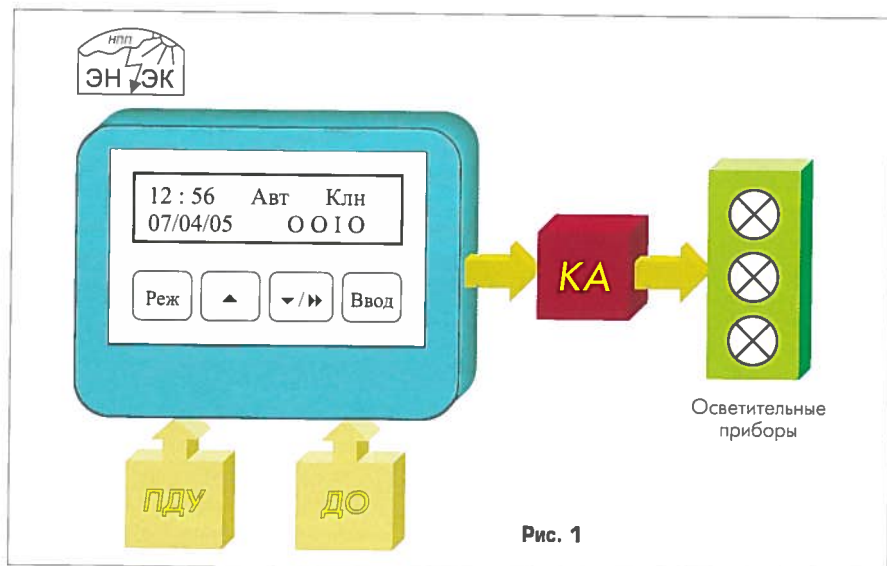 НПП
ЭН ЭК
12 : 56 Авт Клн
07/04/05 O O I O
Реж
/
Ввод
КА
Осветительные
приборы
ПДУ
ДО
Рис. 1